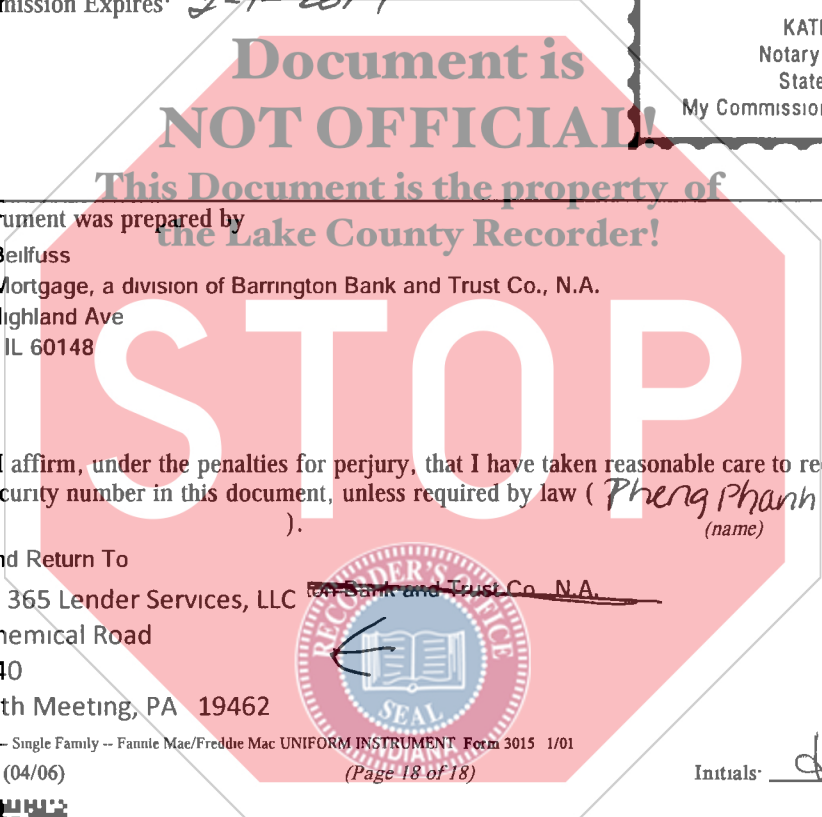 mission Expires
KATI
Notary
State
My Commission
Document is
NOT OFFICIAL!
This Document is the property of
the Lake County Recorder!
rument was prepared by
Beilfuss
Mortgage, a division of Barrington Bank and Trust Co., N.A.
Highland Ave
IL 60148
STOP
I affirm, under the penalties for perjury, that I have taken reasonable care to re
curity number in this document, unless required by law ( Pheng Phanh
(name)
).
nd Return To
365 Lender Services, LLC ton Bank and Trust Co., N.A.
hemical Road
40
th Meeting, PA 19462
RECORDER'S OFFICE
SEAL
INDIANA
– Single Family -- Fannie Mae/Freddie Mac UNIFORM INSTRUMENT Form 3015 1/01
(04/06)
(Page 18 of 18)
Initials